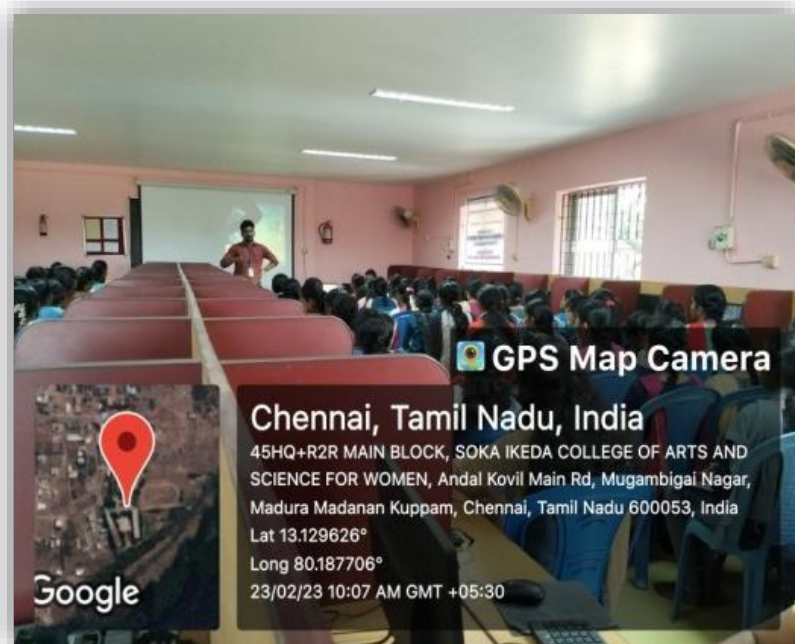 GPS Map Camera
Chennai, Tamil Nadu, India
45HQ+R2R MAIN BLOCK, SOKA IKEDA COLLEGE OF ARTS AND
SCIENCE FOR WOMEN, Andal Kovil Main Rd, Mugambigai Nagar,
Madura Madanan Kuppam, Chennai, Tamil Nadu 600053, India
Lat 13.129626°
Long 80.187706°
23/02/23 10:07 AM GMT +05:30
Google